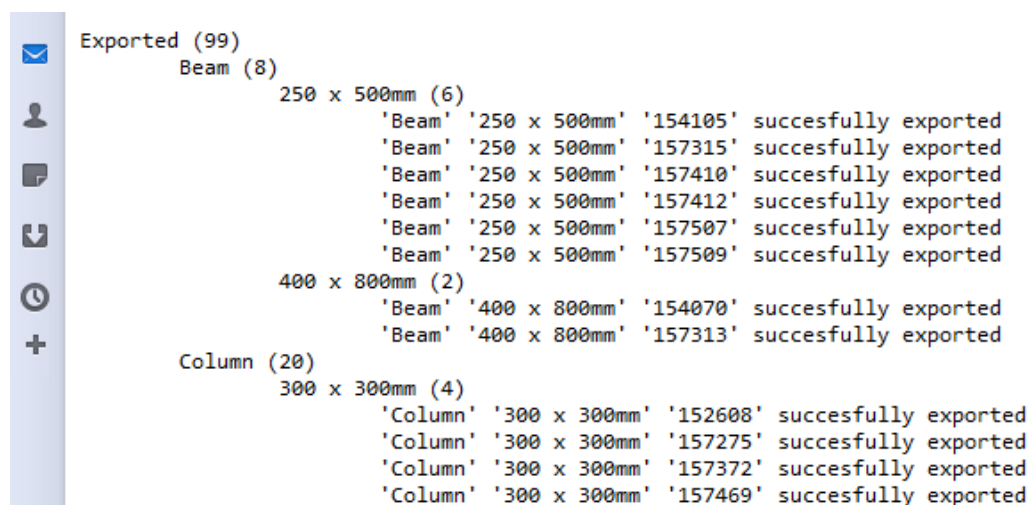 Exported (99)
Beam (8)
250 x 500mm (6)
'Beam' '250 x 500mm' '154105' succesfully exported
'Beam' '250 x 500mm' '157315' succesfully exported
'Beam' '250 x 500mm' '157410' succesfully exported
'Beam' '250 x 500mm' '157412' succesfully exported
'Beam' '250 x 500mm' '157507' succesfully exported
'Beam' '250 x 500mm' '157509' succesfully exported
400 x 800mm (2)
'Beam' '400 x 800mm' '154070' succesfully exported
'Beam' '400 x 800mm' '157313' succesfully exported
Column (20)
300 x 300mm (4)
'Column' '300 x 300mm' '152608' succesfully exported
'Column' '300 x 300mm' '157275' succesfully exported
'Column' '300 x 300mm' '157372' succesfully exported
'Column' '300 x 300mm' '157469' succesfully exported